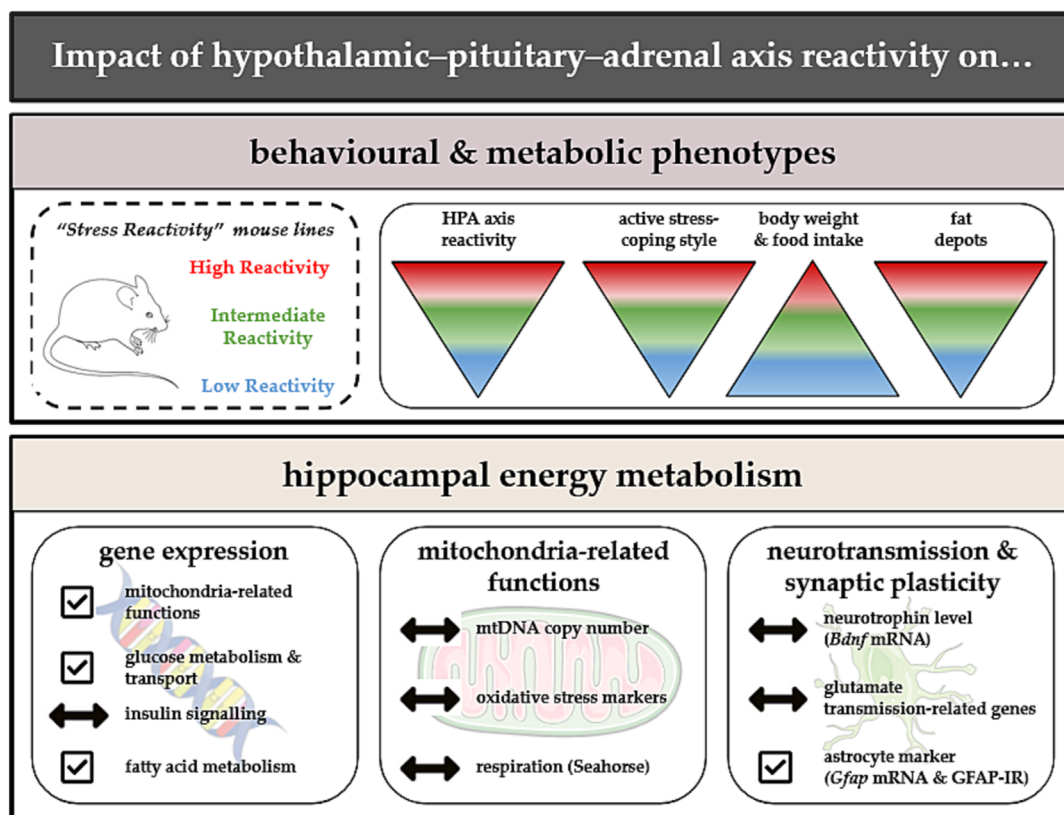 Impact of hypothalamic–pituitary–adrenal axis reactivity on…
behavioural & metabolic phenotypes
“Stress Reactivity” mouse lines
High Reactivity
Intermediate
Reactivity
Low Reactivity
HPA axis
reactivity
active stress-
coping style
body weight
& food intake
fat
depots
hippocampal energy metabolism
gene expression
mitochondria-related
functions
glucose metabolism &
transport
insulin signalling
fatty acid metabolism
mitochondria-related
functions
mtDNA copy number
oxidative stress markers
respiration (Seahorse)
neurotransmission &
synaptic plasticity
neurotrophin level
(Bdnf mRNA)
glutamate
transmission-related genes
astrocyte marker
(Gfap mRNA & GFAP-IR)